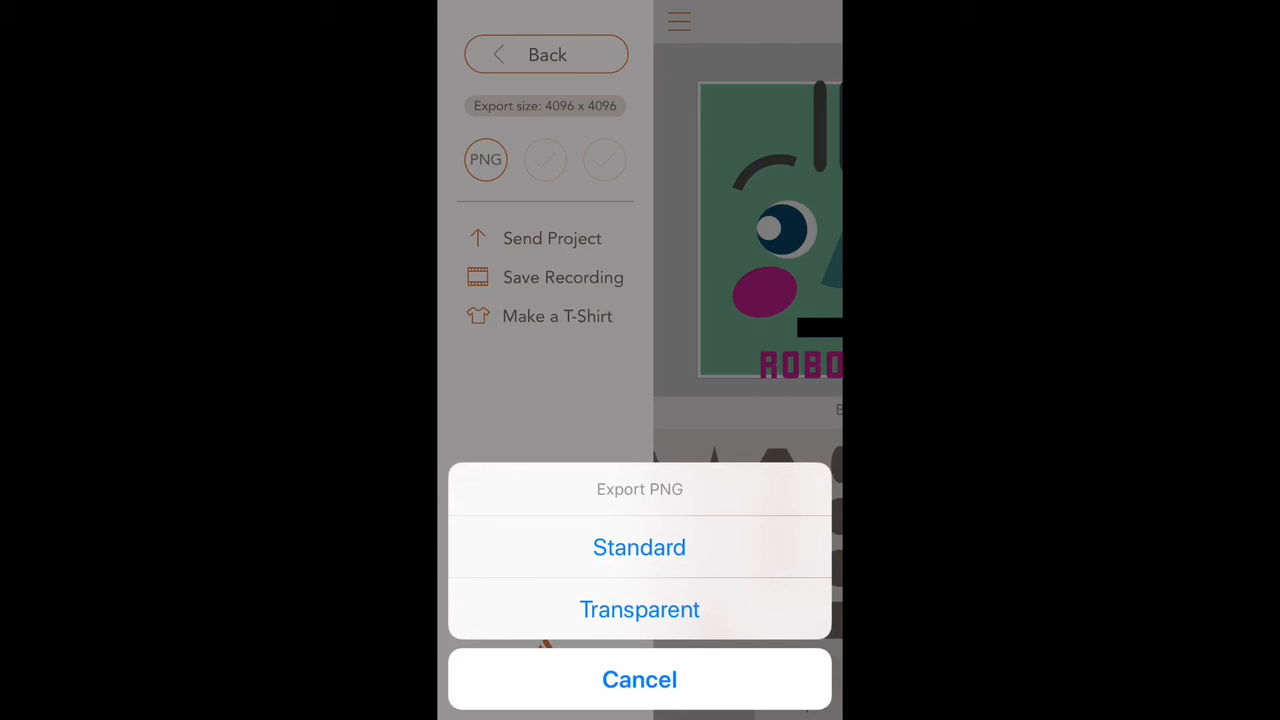 Back
Export size: 4096 x 4096
PNG
Send Project
Save Recording
Make a T-Shirt
ROBO
Export PNG
Standard
Transparent
Cancel